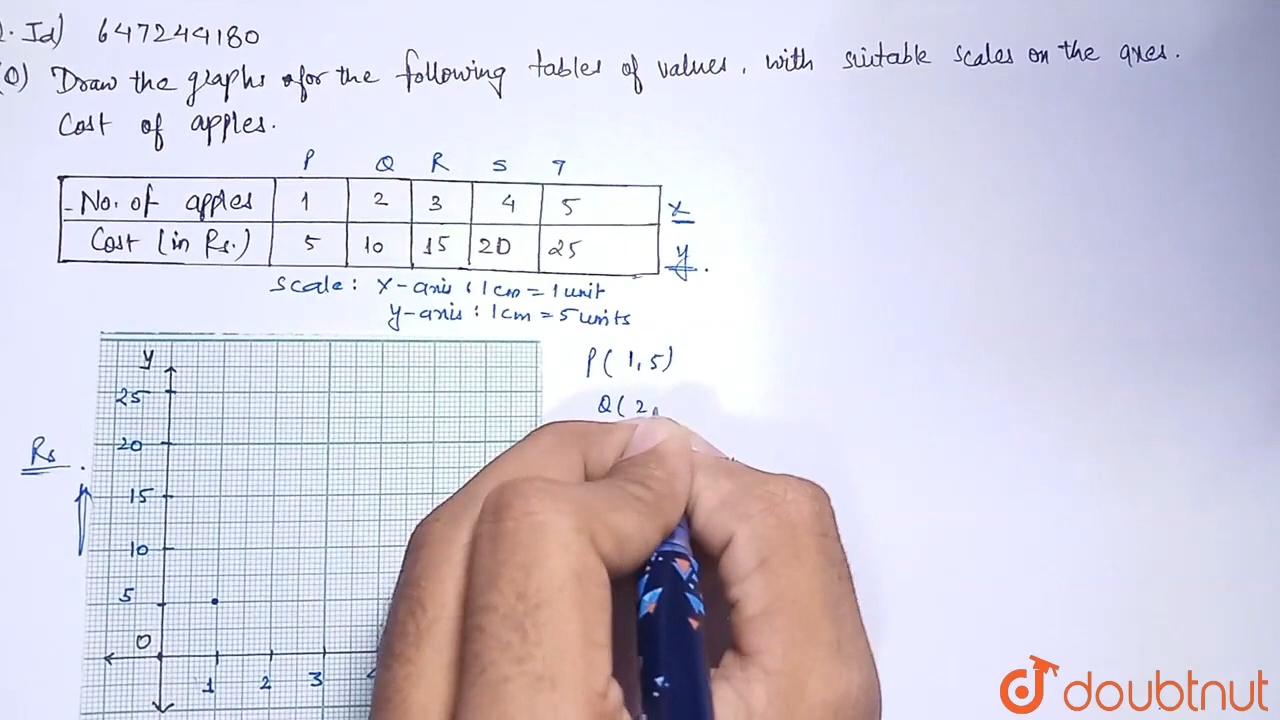 Q. Id) 647244180
(Q) Draw the graphs for the following tables of values, with suitable scales on the axes.
Cost of apples.
P Q R S T
No. of apples 1 2 3 4 5 x
Cost (in Rs.) 5 10 15 20 25 y.
Scale: x-axis : 1cm = 1 unit
y-axis : 1cm = 5 units
y
25
20
15
10
5
0
1 2 3
Rs.
P( 1, 5)
Q( 2,
doubtnut